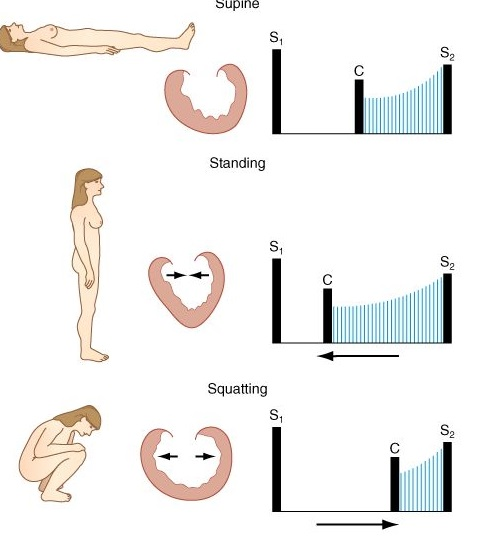 Supine
S1
C
S2
Standing
S1
C
S2
Squatting
S1
C
S2